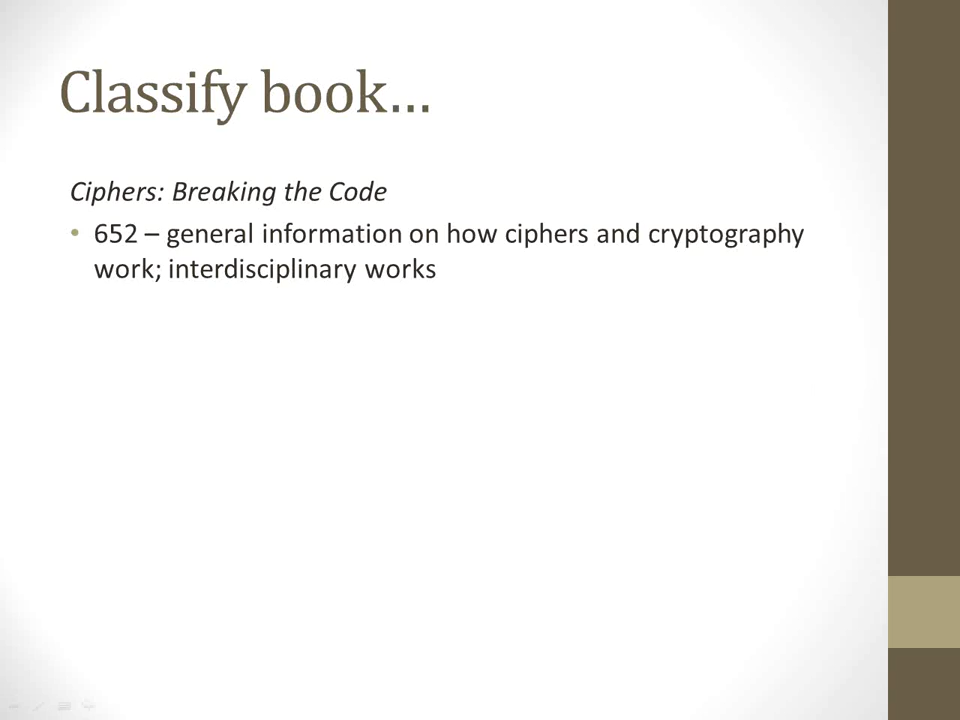 Classify book…
Ciphers: Breaking the Code
• 652 – general information on how ciphers and cryptography
work; interdisciplinary works